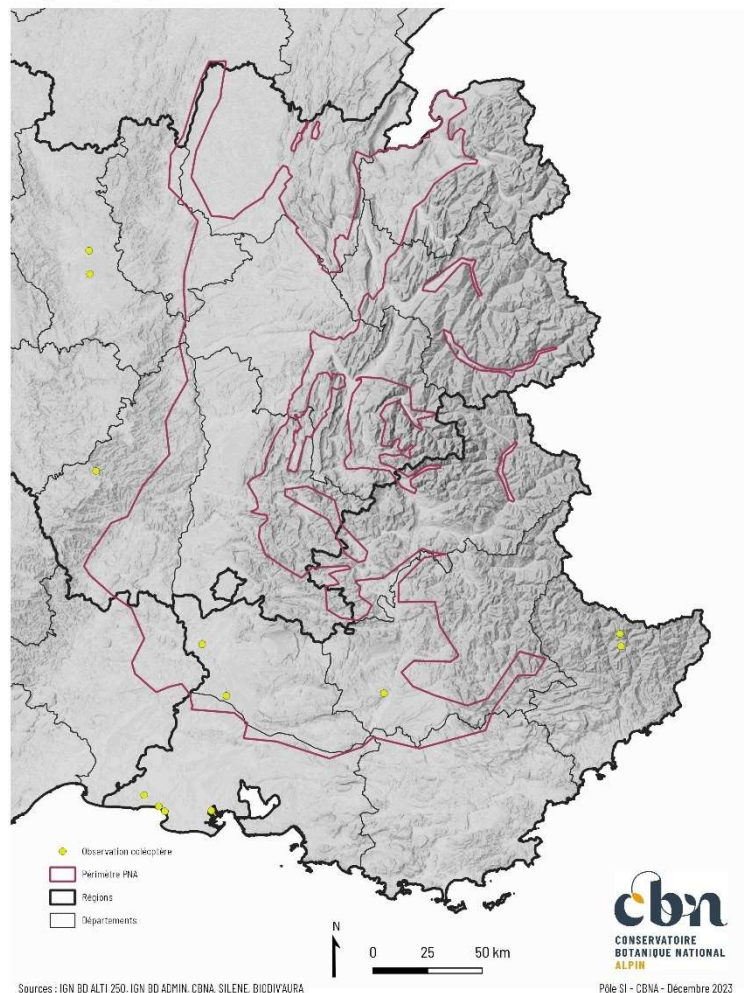 Observation coléoptère
Périmètre PNA
Régions
Départements
N
0 25 50 km
cbn
CONSERVATOIRE
BOTANIQUE NATIONAL
ALPIN
Sources : IGN BD ALTI 250, IGN BD ADMIN, CBNA, SILENE, BIODIV'AURA
Pôle SI - CBNA - Décembre 2023